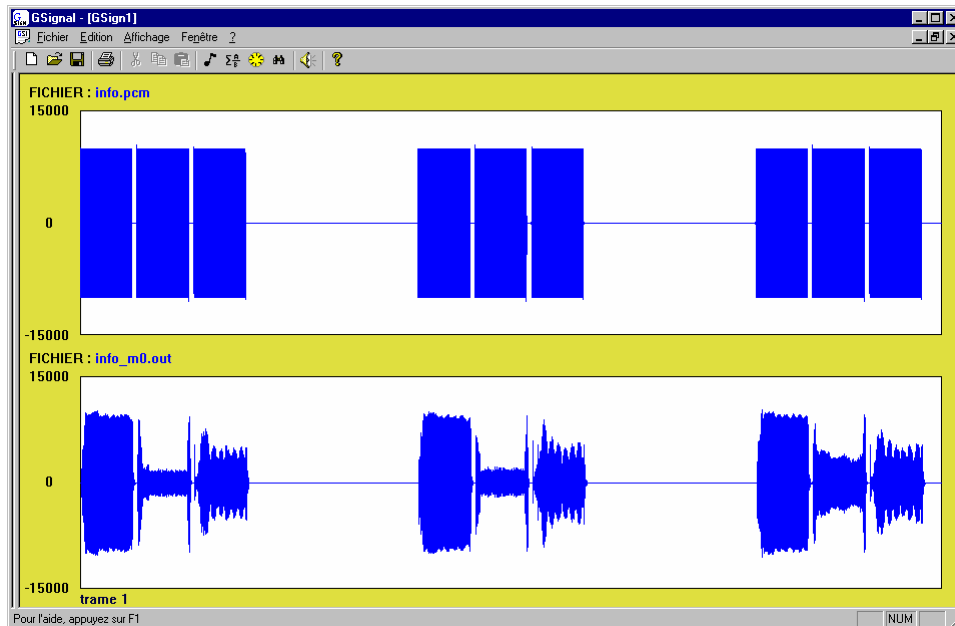 GSignal - [GSign1]
Fichier Edition Affichage Fenêtre ?
FICHIER : info.pcm
15000
0
-15000
FICHIER : info_m0.out
15000
0
-15000
trame 1
Pour l'aide, appuyez sur F1
NUM